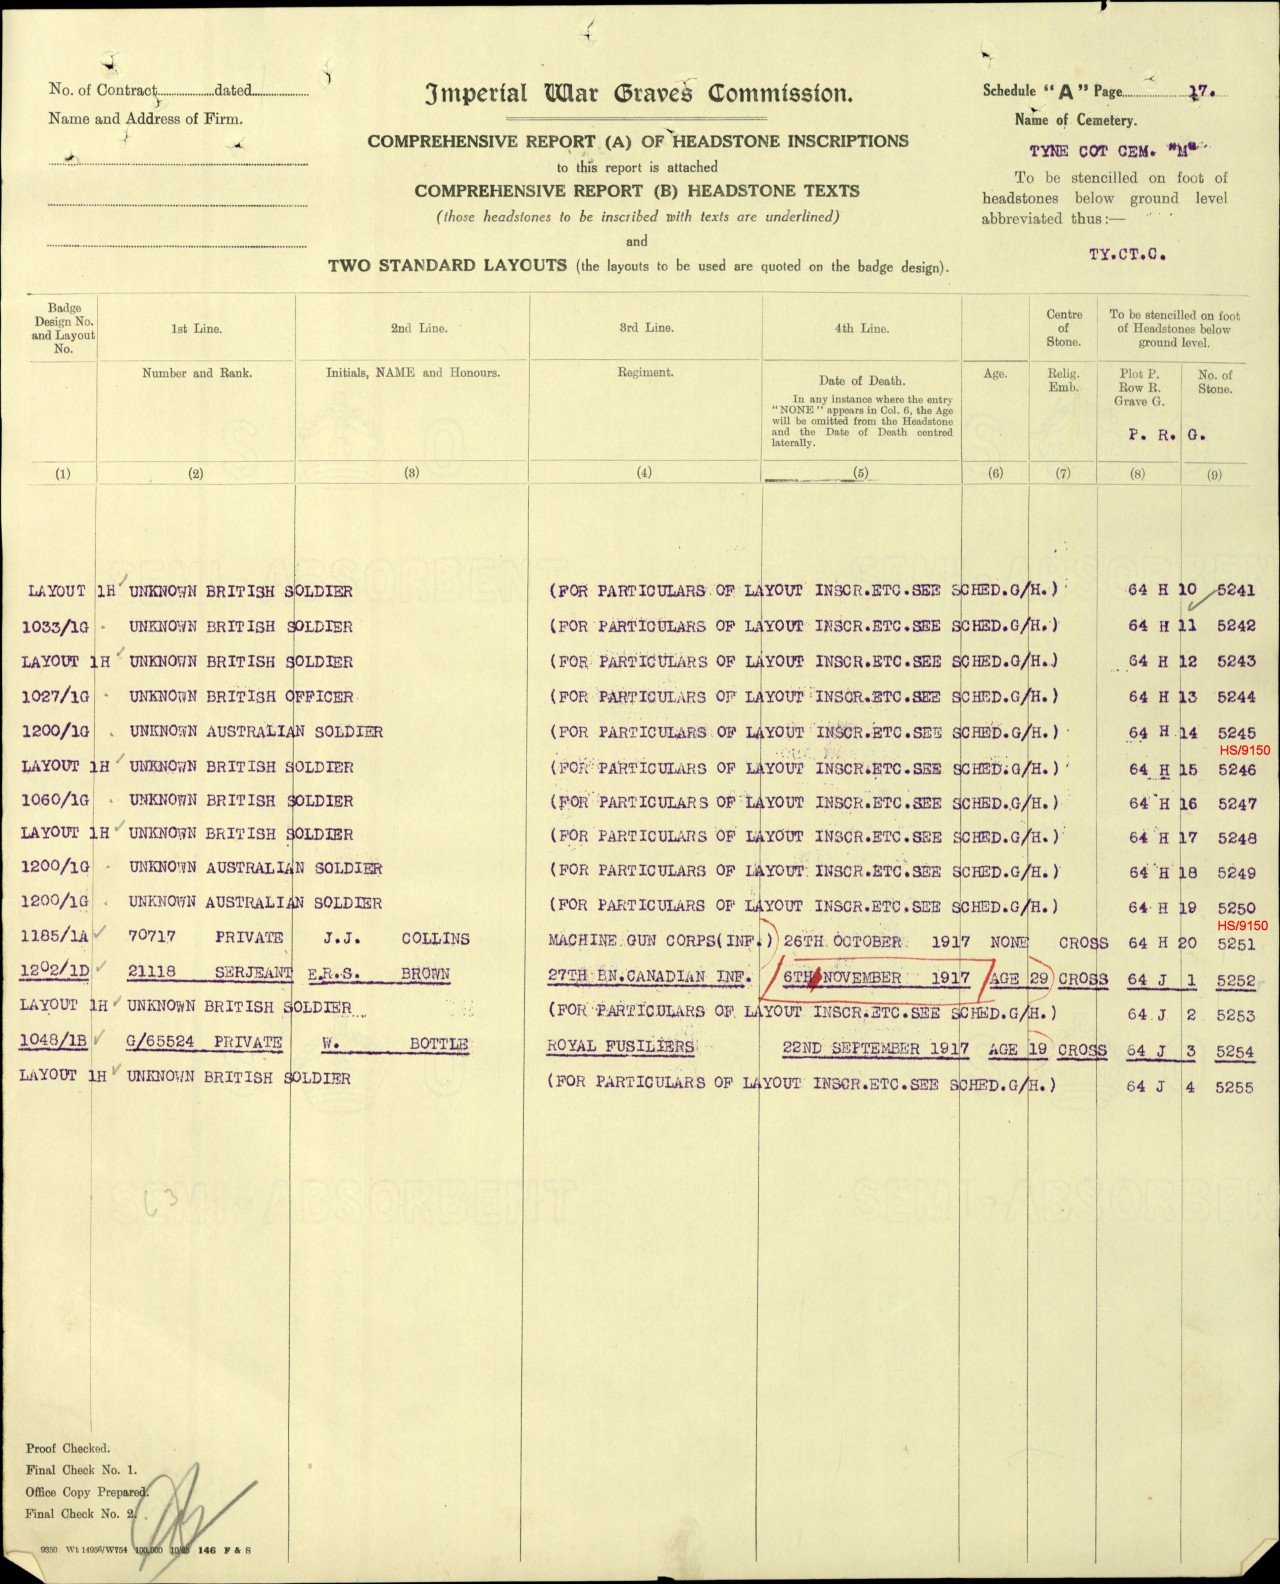 No. of Contract..................dated..................
Name and Address of Firm.
Imperial War Graves Commission.
COMPREHENSIVE REPORT (A) OF HEADSTONE INSCRIPTIONS
to this report is attached
COMPREHENSIVE REPORT (B) HEADSTONE TEXTS
(those headstones to be inscribed with texts are underlined)
and
TWO STANDARD LAYOUTS (the layouts to be used are quoted on the badge design).
Schedule "A" Page.................. 17.
Name of Cemetery.
TYNE COT CEM. "M"
To be stencilled on foot of
headstones below ground level
abbreviated thus:—
TY.CT.C.
Badge Design No. and Layout No. 1st Line. 2nd Line. 3rd Line. 4th Line. Centre of Stone. To be stencilled on foot of Headstones below ground level.
Number and Rank. Initials, NAME and Honours. Regiment. Date of Death. Age. Relig. Emb. Plot P. Row R. Grave G. No. of Stone.
In any instance where the entry
"NONE" appears in Col. 6, the Age
will be omitted from the Headstone
and the Date of Death centred
laterally.
P. R. G.
(1) (2) (3) (4) (5) (6) (7) (8) (9)
LAYOUT 1H UNKNOWN BRITISH SOLDIER (FOR PARTICULARS OF LAYOUT INSCR.ETC.SEE SCHED.G/H.) 64 H 10 5241
1033/1G UNKNOWN BRITISH SOLDIER (FOR PARTICULARS OF LAYOUT INSCR.ETC.SEE SCHED.G/H.) 64 H 11 5242
LAYOUT 1H UNKNOWN BRITISH SOLDIER (FOR PARTICULARS OF LAYOUT INSCR.ETC.SEE SCHED.G/H.) 64 H 12 5243
1027/1G UNKNOWN BRITISH OFFICER (FOR PARTICULARS OF LAYOUT INSCR.ETC.SEE SCHED.G/H.) 64 H 13 5244
1200/1G UNKNOWN AUSTRALIAN SOLDIER (FOR PARTICULARS OF LAYOUT INSCR.ETC.SEE SCHED.G/H.) 64 H 14 5245
HS/9150
LAYOUT 1H UNKNOWN BRITISH SOLDIER (FOR PARTICULARS OF LAYOUT INSCR.ETC.SEE SCHED.G/H.) 64 H 15 5246
1060/1G UNKNOWN BRITISH SOLDIER (FOR PARTICULARS OF LAYOUT INSCR.ETC.SEE SCHED.G/H.) 64 H 16 5247
LAYOUT 1H UNKNOWN BRITISH SOLDIER (FOR PARTICULARS OF LAYOUT INSCR.ETC.SEE SCHED.G/H.) 64 H 17 5248
1200/1G UNKNOWN AUSTRALIAN SOLDIER (FOR PARTICULARS OF LAYOUT INSCR.ETC.SEE SCHED.G/H.) 64 H 18 5249
1200/1G UNKNOWN AUSTRALIAN SOLDIER (FOR PARTICULARS OF LAYOUT INSCR.ETC.SEE SCHED.G/H.) 64 H 19 5250
HS/9150
1185/1A 70717 PRIVATE J.J. COLLINS MACHINE GUN CORPS(INF.) 26TH OCTOBER 1917 NONE CROSS 64 H 20 5251
1202/1D 21118 SERJEANT E.R.S. BROWN 27TH BN.CANADIAN INF. 6TH NOVEMBER 1917 AGE 29 CROSS 64 J 1 5252
LAYOUT 1H UNKNOWN BRITISH SOLDIER (FOR PARTICULARS OF LAYOUT INSCR.ETC.SEE SCHED.G/H.) 64 J 2 5253
1048/1B G/65524 PRIVATE W. BOTTLE ROYAL FUSILIERS 22ND SEPTEMBER 1917 AGE 19 CROSS 64 J 3 5254
LAYOUT 1H UNKNOWN BRITISH SOLDIER (FOR PARTICULARS OF LAYOUT INSCR.ETC.SEE SCHED.G/H.) 64 J 4 5255
SEMI-ABSORBENT SEMI-ABSORBENT
Proof Checked.
Final Check No. 1.
Office Copy Prepared.
Final Check No. 2.
9350 Wt 14956/W754 100,000 146 F & S